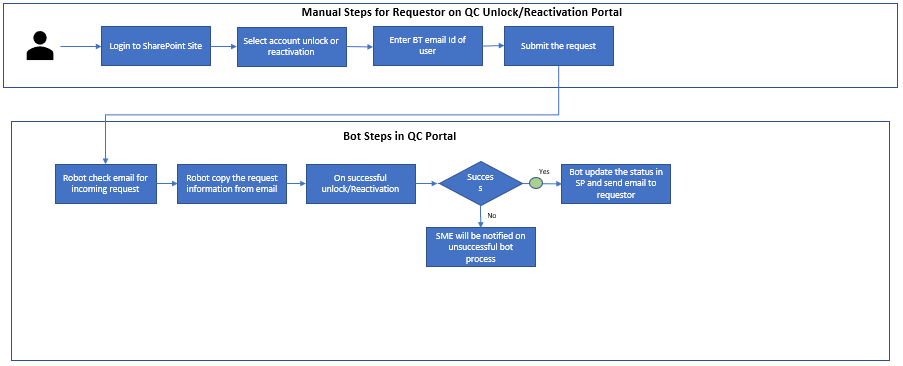 Manual Steps for Requestor on QC Unlock/Reactivation Portal
Login to SharePoint Site
Select account unlock or
reactivation
Enter BT email Id of
user
Submit the request
Bot Steps in QC Portal
Robot check email for
incoming request
Robot copy the request
information from email
On successful
unlock/Reactivation
Succes
s
Yes
Bot update the status in
SP and send email to
requestor
No
SME will be notified on
unsuccessful bot
process